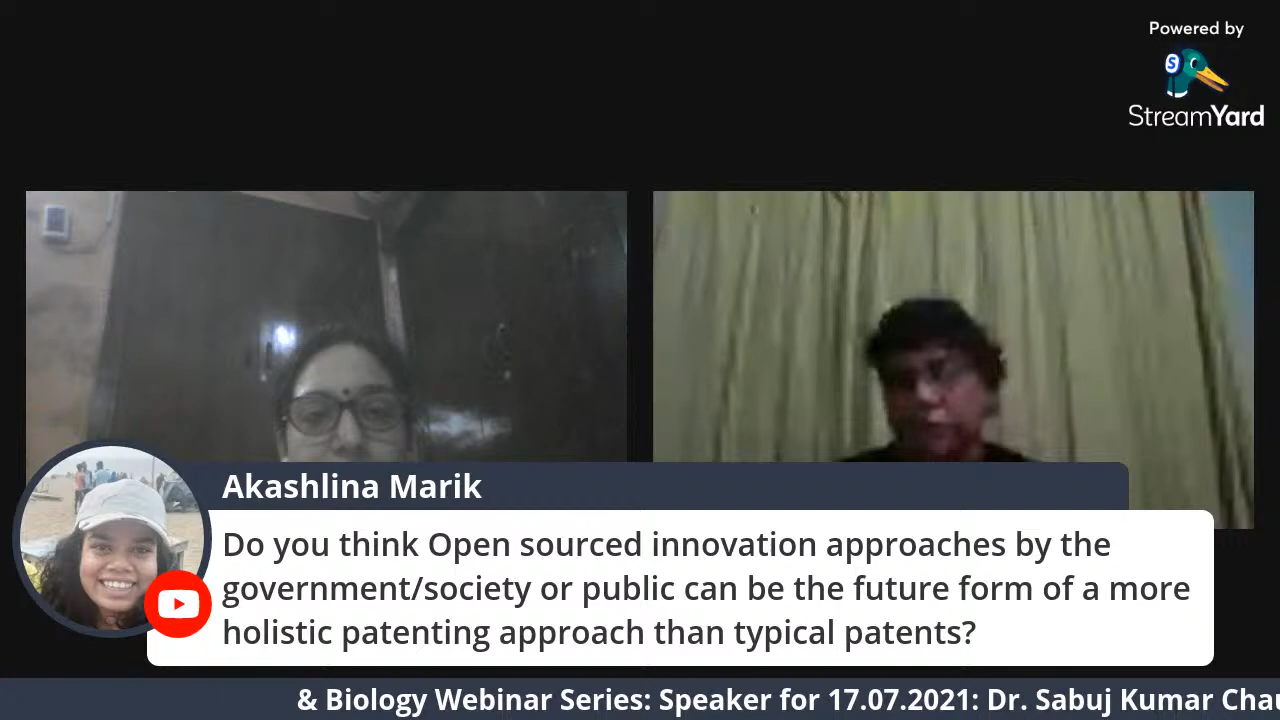 Powered by
StreamYard
Akashlina Marik
Do you think Open sourced innovation approaches by the
government/society or public can be the future form of a more
holistic patenting approach than typical patents?
& Biology Webinar Series: Speaker for 17.07.2021: Dr. Sabuj Kumar